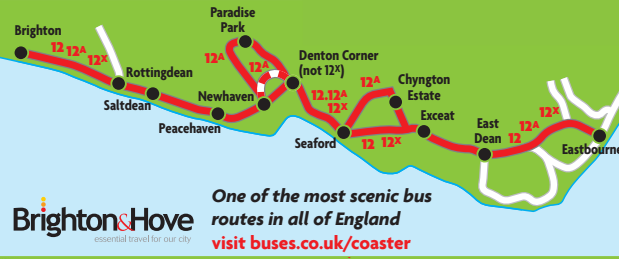 Paradise
Park
Brighton
12 12A 12X
12A
12A
Denton Corner
(not 12X)
Rottingdean
Saltdean
Newhaven
Peacehaven
12.12A
12X
12A
Chyngton
Estate
Exceat
Seaford
12 12X
East
Dean
12 12A 12X
Eastbourne
One of the most scenic bus
routes in all of England
visit buses.co.uk/coaster
Brighton&Hove
essential travel for our city